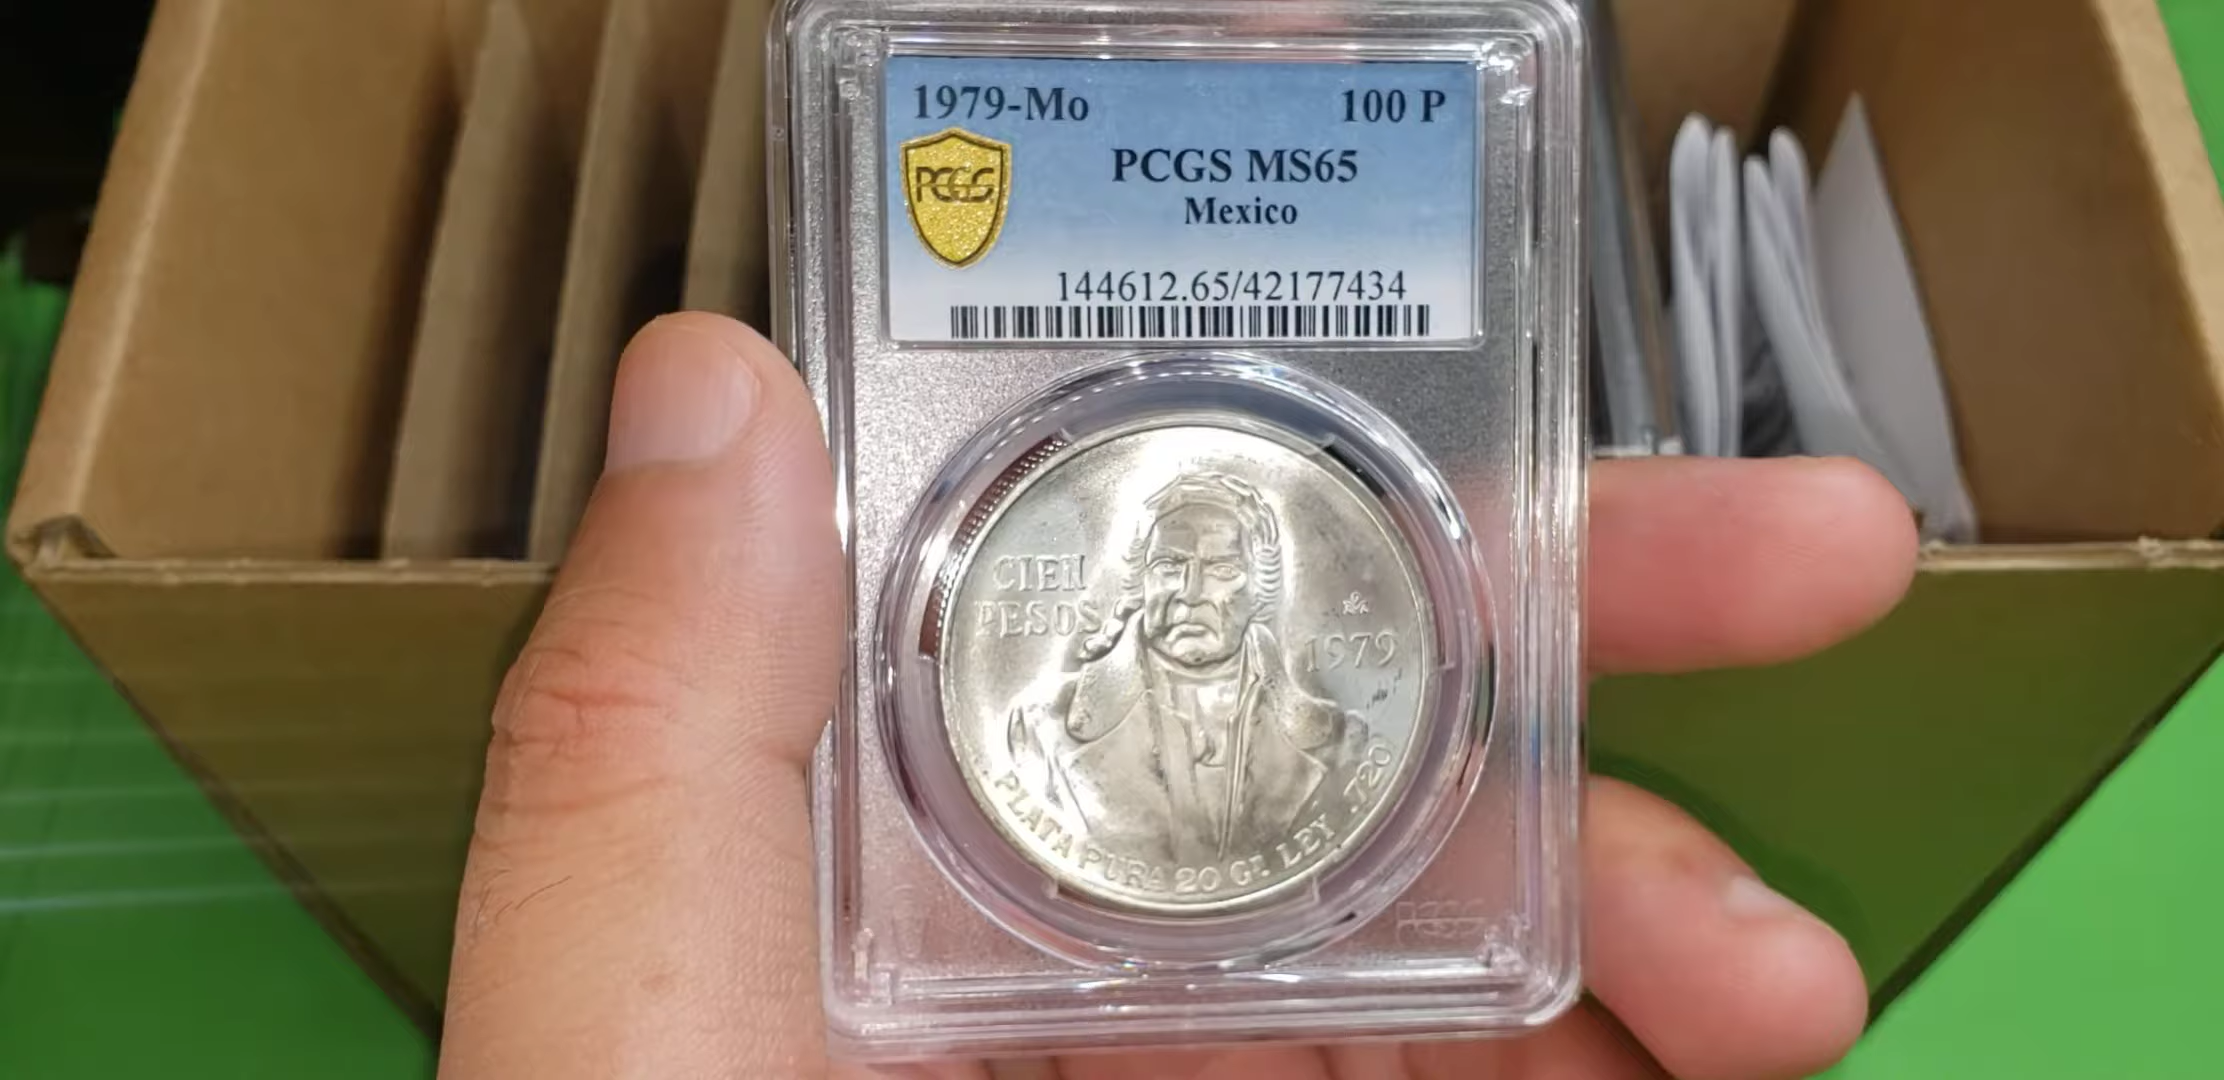 1979-Mo 100 P
PCGS
PCGS MS65
Mexico
144612.65/42177434
CIEN
PESOS
1979
PLATA PURA 20 Gr. LEY .720
PCGS